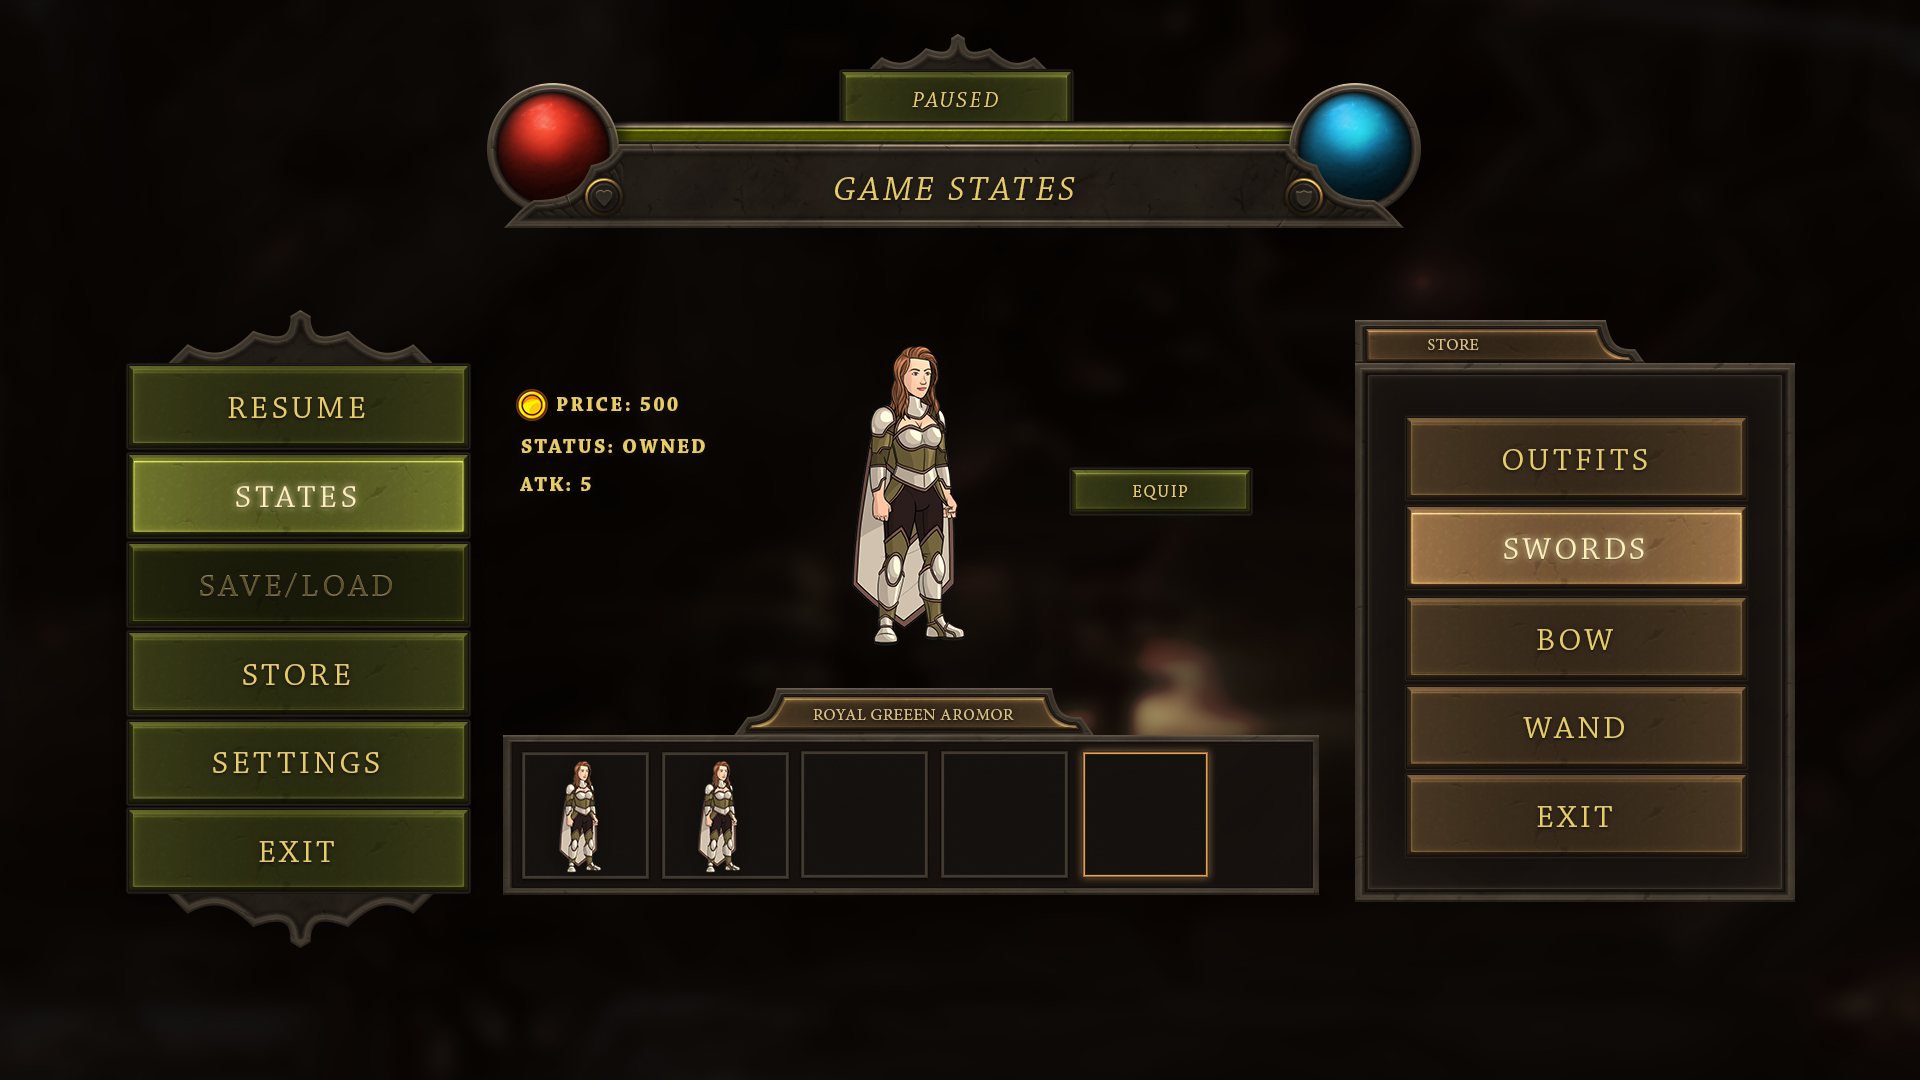 PAUSED
GAME STATES
RESUME
STATES
SAVE/LOAD
STORE
SETTINGS
EXIT
PRICE: 500
STATUS: OWNED
ATK: 5
EQUIP
ROYAL GREEEN AROMOR
STORE
OUTFITS
SWORDS
BOW
WAND
EXIT